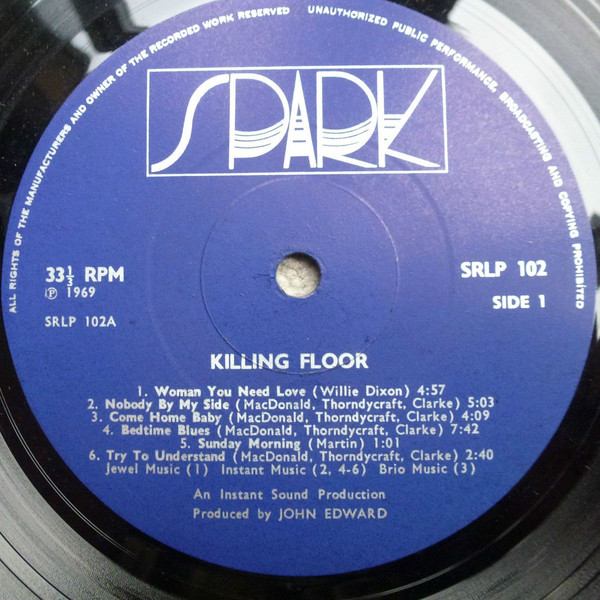 ALL RIGHTS OF THE MANUFACTURERS AND OWNER OF THE RECORDED WORK RESERVED UNAUTHORIZED PUBLIC PERFORMANCE, BROADCASTING AND COPYING PROHIBITED
SPARK
33⅓ RPM
℗ 1969
SRLP 102A
SRLP 102
SIDE 1
KILLING FLOOR
1. Woman You Need Love (Willie Dixon) 4:57
2. Nobody By My Side (MacDonald, Thorndycraft, Clarke) 5:03
3. Come Home Baby (MacDonald, Thorndycraft, Clarke) 4:09
4. Bedtime Blues (MacDonald, Thorndycraft, Clarke) 7:42
5. Sunday Morning (Martin) 1:01
6. Try To Understand (MacDonald, Thorndycraft, Clarke) 2:40
Jewel Music (1) Instant Music (2, 4-6) Brio Music (3)
An Instant Sound Production
Produced by JOHN EDWARD